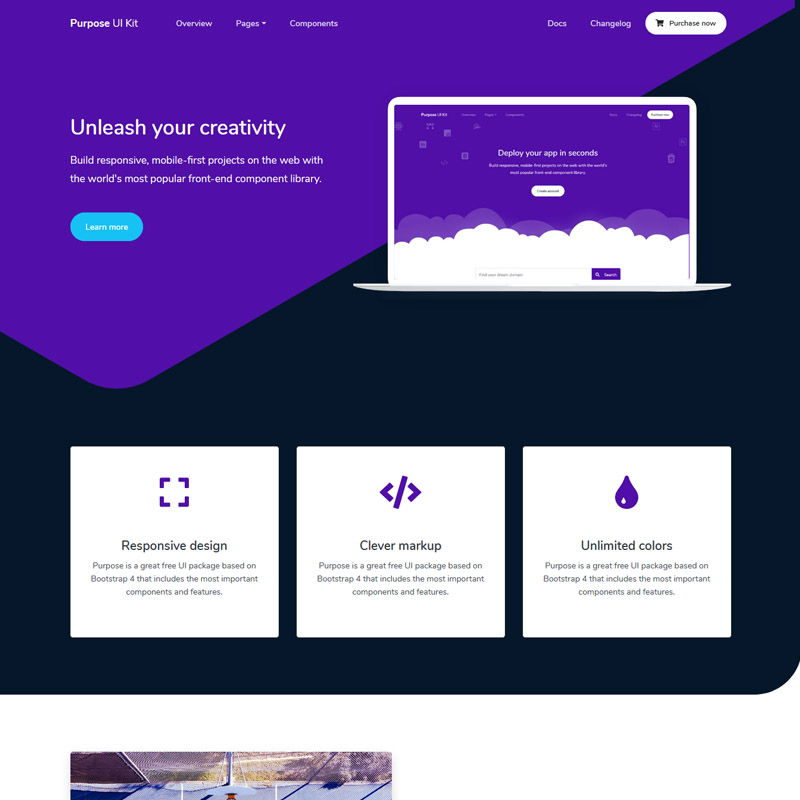 Purpose UI Kit Overview Pages Components Docs Changelog Purchase now
Unleash your creativity
Build responsive, mobile-first projects on the web with
the world's most popular front-end component library.
Learn more
Purpose UI Kit Overview Pages Components Docs Changelog Purchase now
Deploy your app in seconds
Build responsive, mobile-first projects on the web with the world's
most popular front-end component library.
Create account
Find your dream domain Search
Responsive design
Purpose is a great free UI package based on
Bootstrap 4 that includes the most important
components and features.
Clever markup
Purpose is a great free UI package based on
Bootstrap 4 that includes the most important
components and features.
Unlimited colors
Purpose is a great free UI package based on
Bootstrap 4 that includes the most important
components and features.